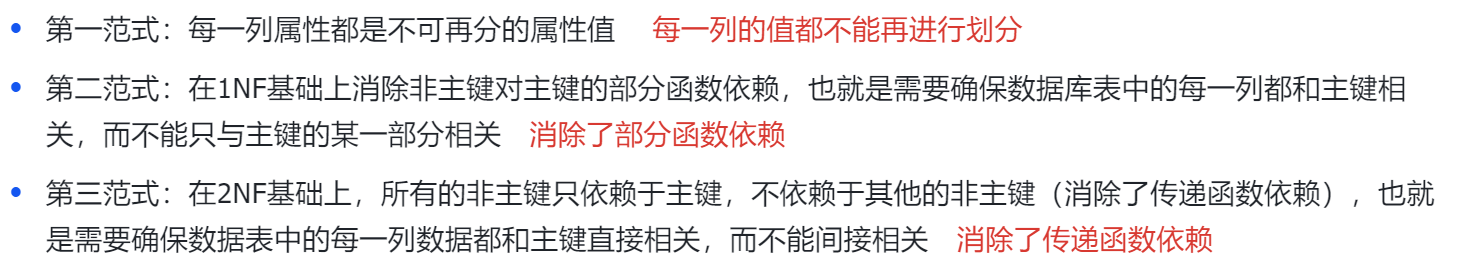 第一范式：每一列属性都是不可再分的属性值 每一列的值都不能再进行划分
第二范式：在1NF基础上消除非主键对主键的部分函数依赖，也就是需要确保数据库表中的每一列都和主键相
关，而不能只与主键的某一部分相关 消除了部分函数依赖
第三范式：在2NF基础上，所有的非主键只依赖于主键，不依赖于其他的非主键（消除了传递函数依赖），也就
是需要确保数据表中的每一列数据都和主键直接相关，而不能间接相关 消除了传递函数依赖